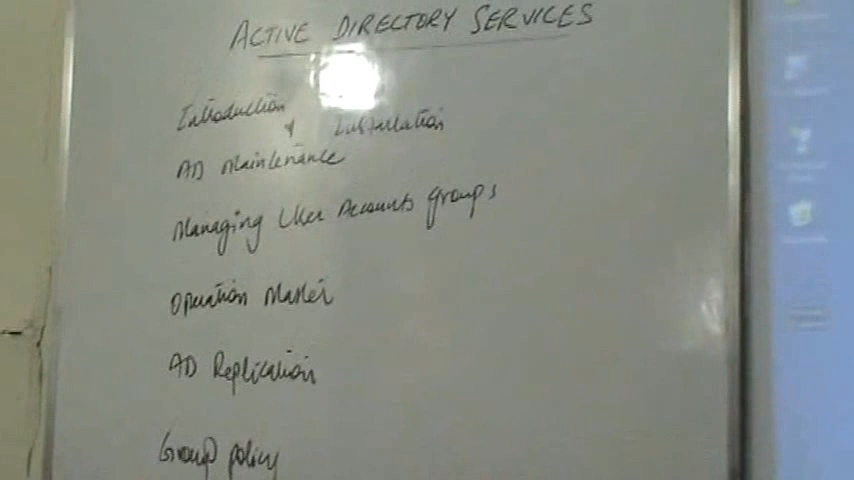 ACTIVE DIRECTORY SERVICES
Introduction & Installation
AD Maintenance
Managing User Accounts groups
Operation Master
AD Replication
Group policy